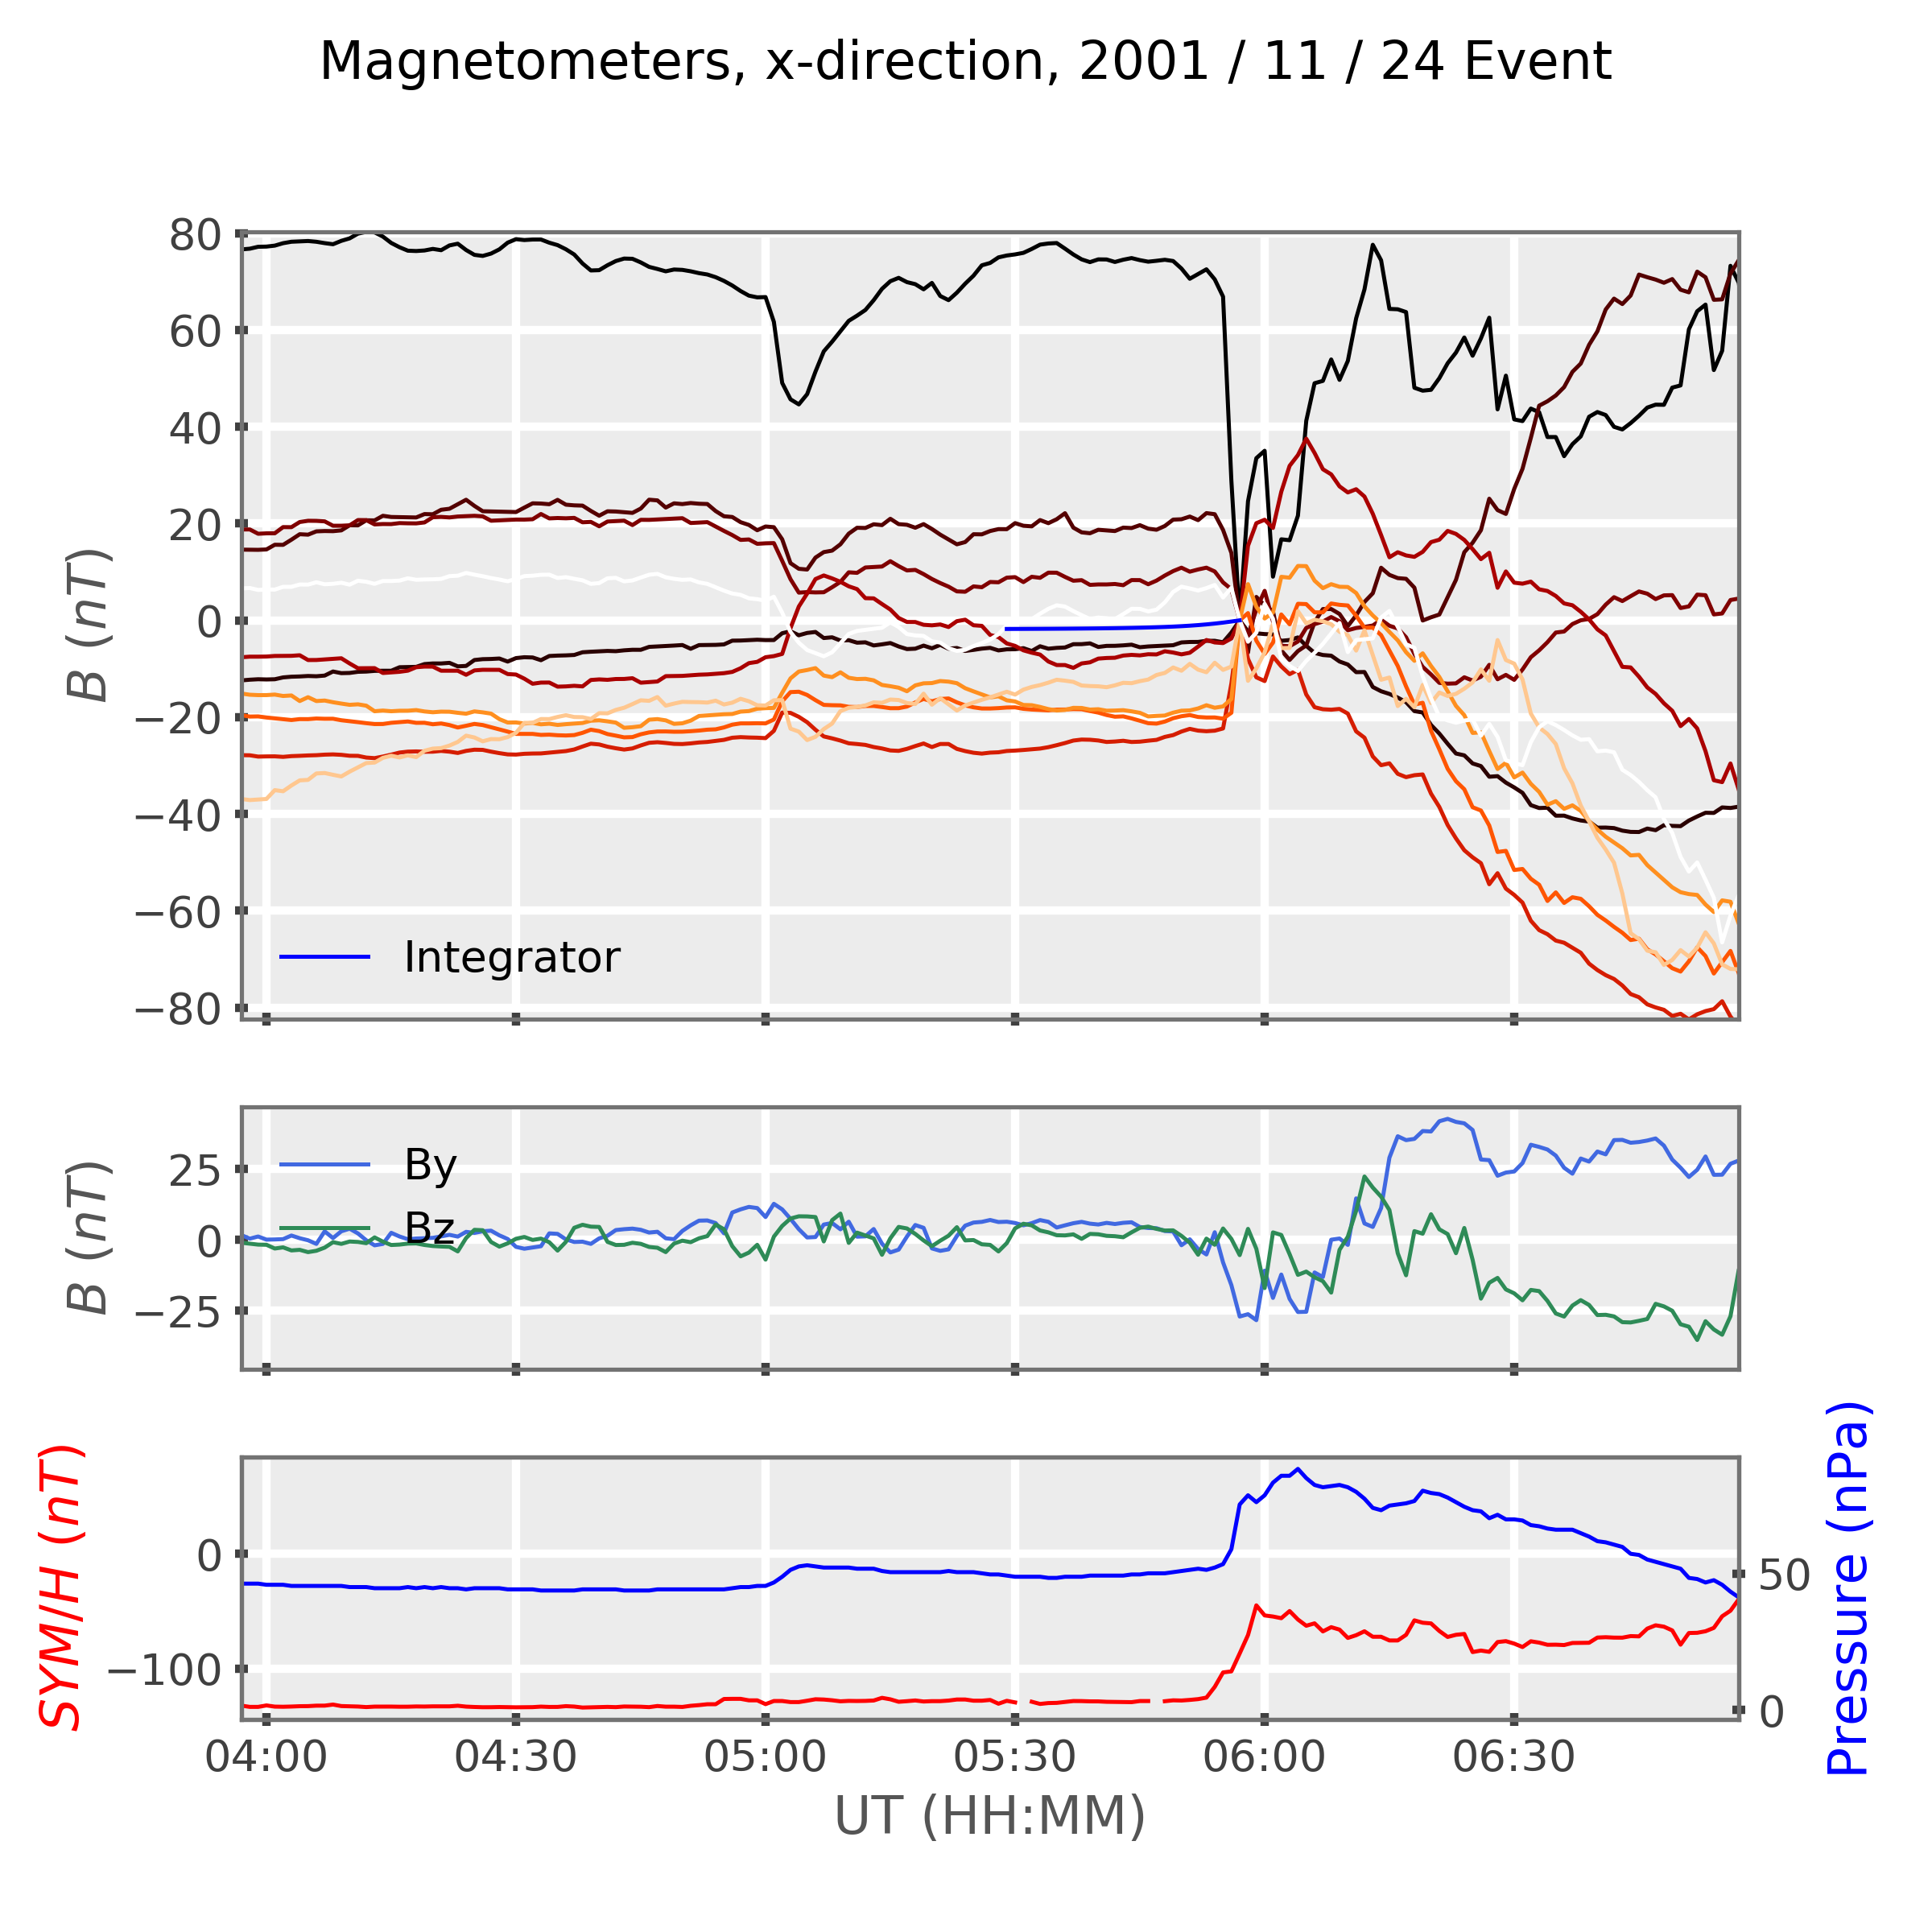 Magnetometers, x-direction, 2001 / 11 / 24 Event
80
60
40
20
0
−20
−40
−60
−80
B (nT)
Integrator
25
0
−25
B (nT)
By
Bz
0
−100
SYM/H (nT)
50
0
Pressure (nPa)
04:00 04:30 05:00 05:30 06:00 06:30
UT (HH:MM)